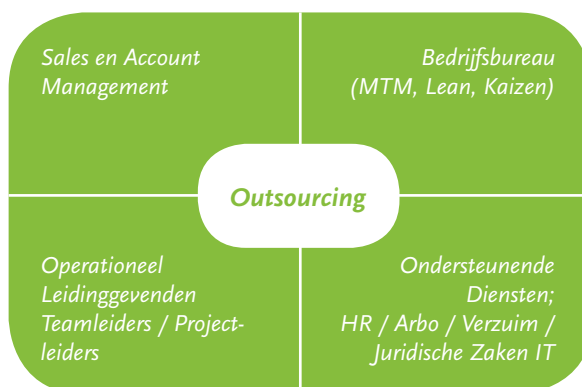 Sales en Account
Management
Bedrijfsbureau
(MTM, Lean, Kaizen)
Outsourcing
Operationeel
Leidinggevenden
Teamleiders / Project-
leiders
Ondersteunende
Diensten;
HR / Arbo / Verzuim /
Juridische Zaken IT